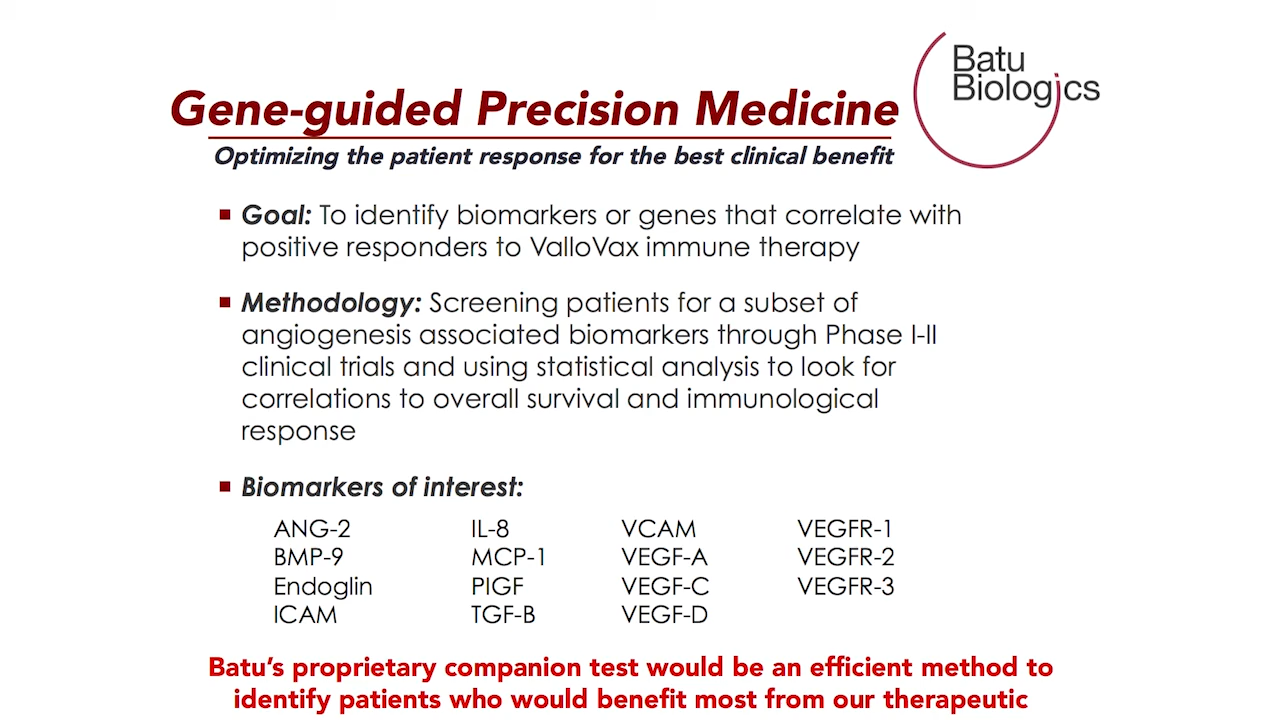 Batu
Biologics
Gene-guided Precision Medicine
Optimizing the patient response for the best clinical benefit
Goal: To identify biomarkers or genes that correlate with
positive responders to ValloVax immune therapy
Methodology: Screening patients for a subset of
angiogenesis associated biomarkers through Phase I-II
clinical trials and using statistical analysis to look for
correlations to overall survival and immunological
response
Biomarkers of interest:
ANG-2 IL-8 VCAM VEGFR-1
BMP-9 MCP-1 VEGF-A VEGFR-2
Endoglin PIGF VEGF-C VEGFR-3
ICAM TGF-B VEGF-D
Batu's proprietary companion test would be an efficient method to
identify patients who would benefit most from our therapeutic